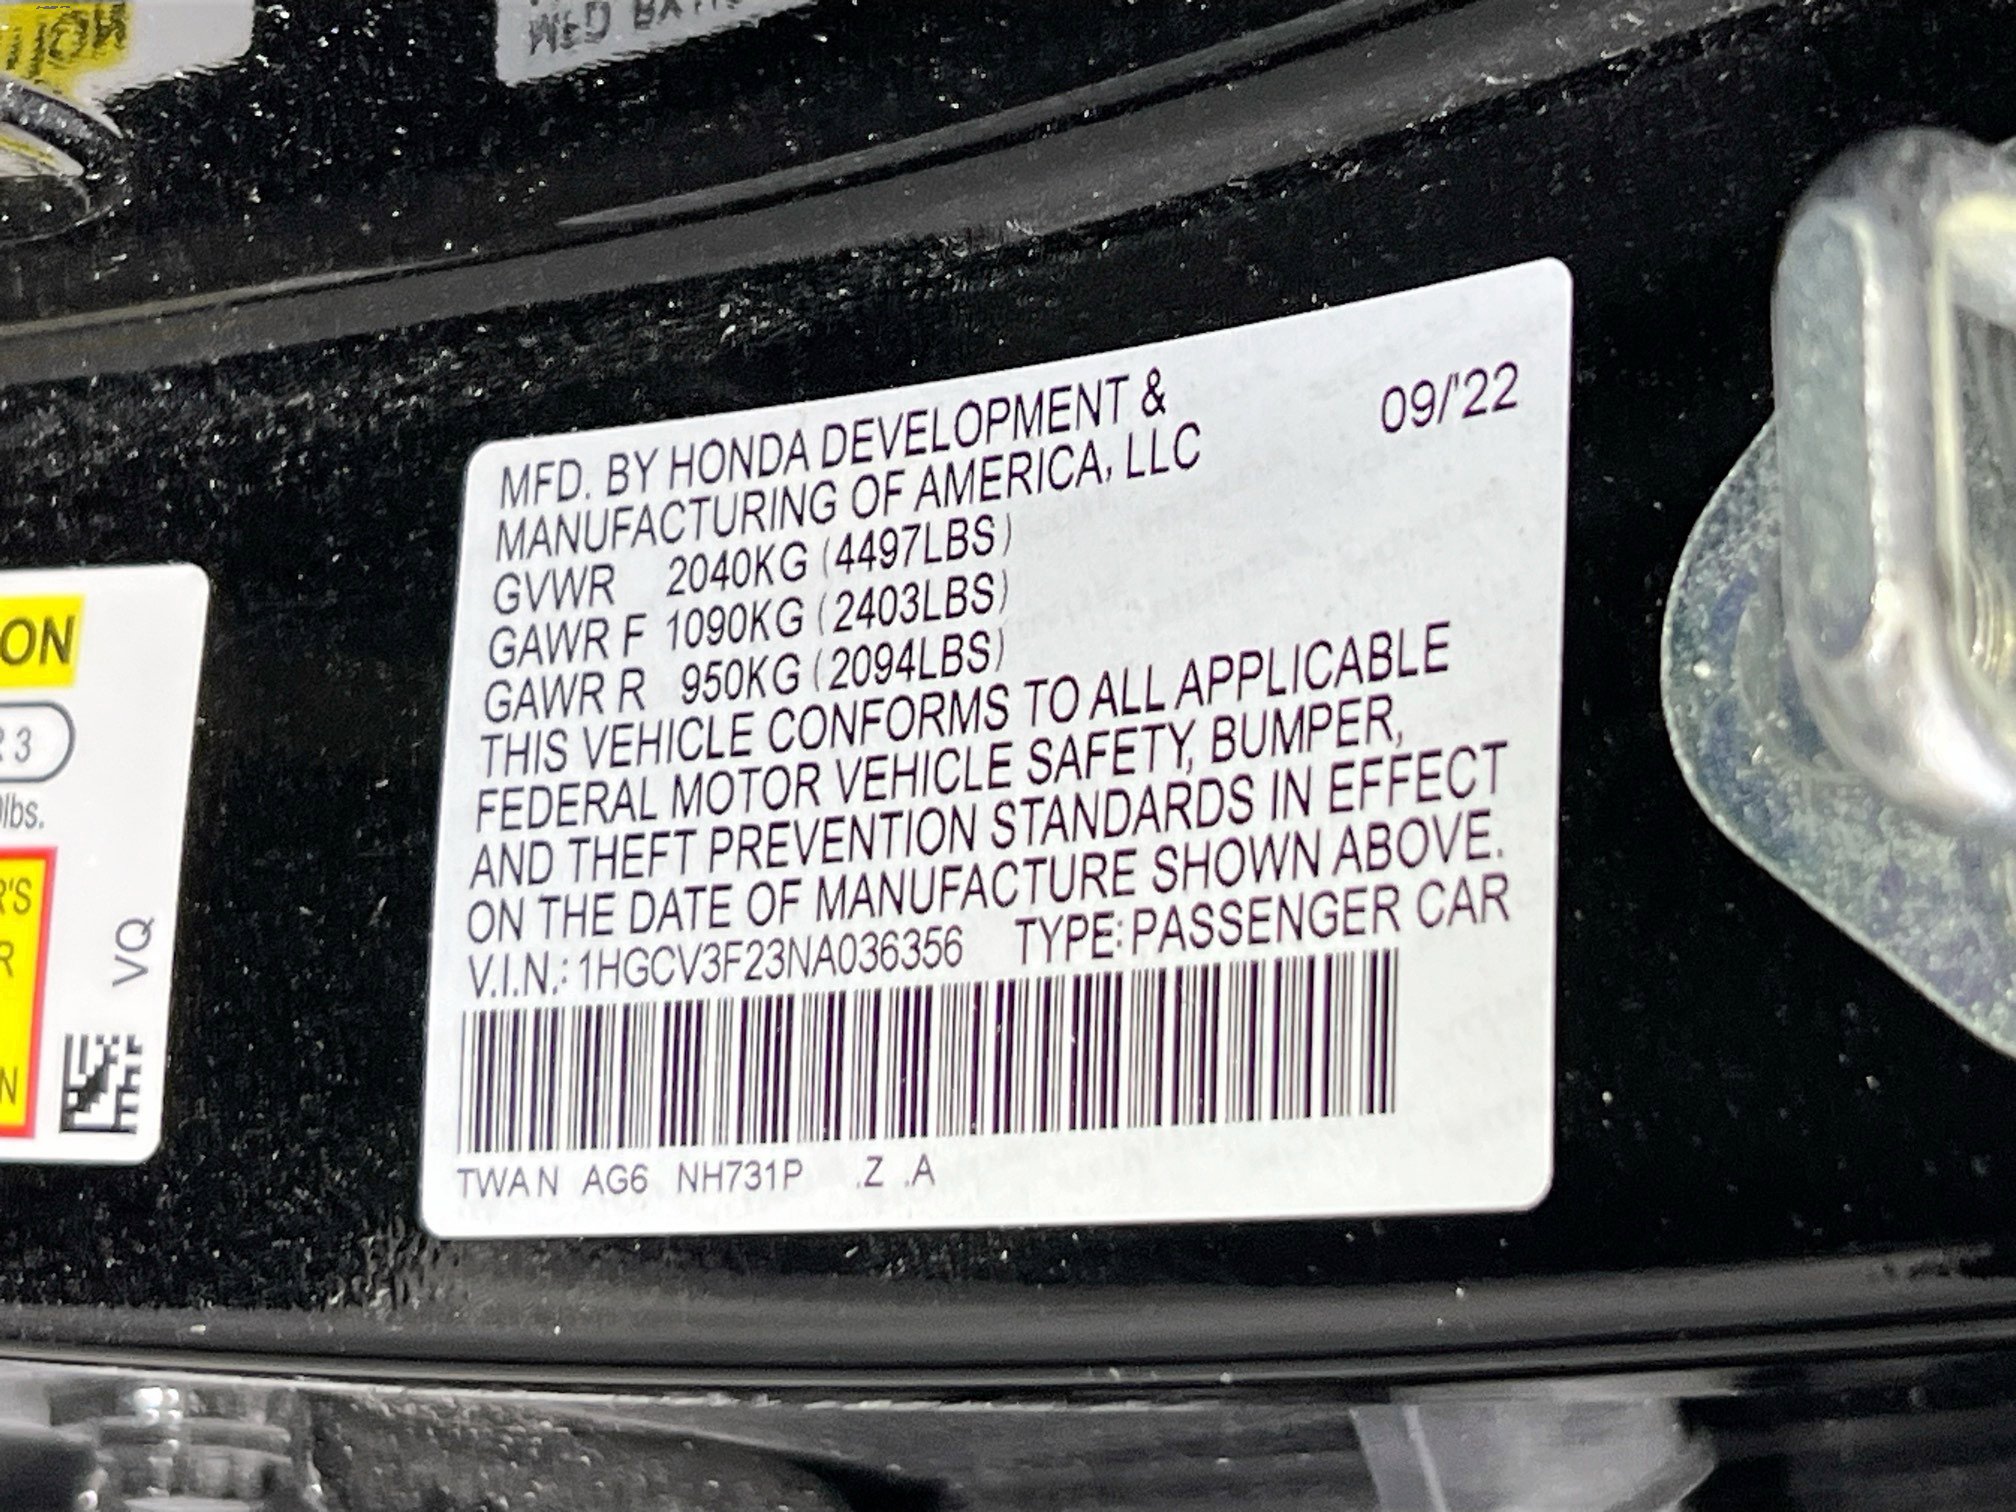 WED
MFD. BY HONDA DEVELOPMENT &
MANUFACTURING OF AMERICA, LLC
09/'22
GVWR 2040KG (4497LBS)
GAWR F 1090KG (2403LBS)
GAWR R 950KG (2094LBS)
THIS VEHICLE CONFORMS TO ALL APPLICABLE
FEDERAL MOTOR VEHICLE SAFETY, BUMPER,
AND THEFT PREVENTION STANDARDS IN EFFECT
ON THE DATE OF MANUFACTURE SHOWN ABOVE.
V.I.N.: 1HGCV3F23NA036356 TYPE: PASSENGER CAR
TWAN AG6 NH731P .Z .A
ON
R 3
lbs.
R'S
R
N
VQ